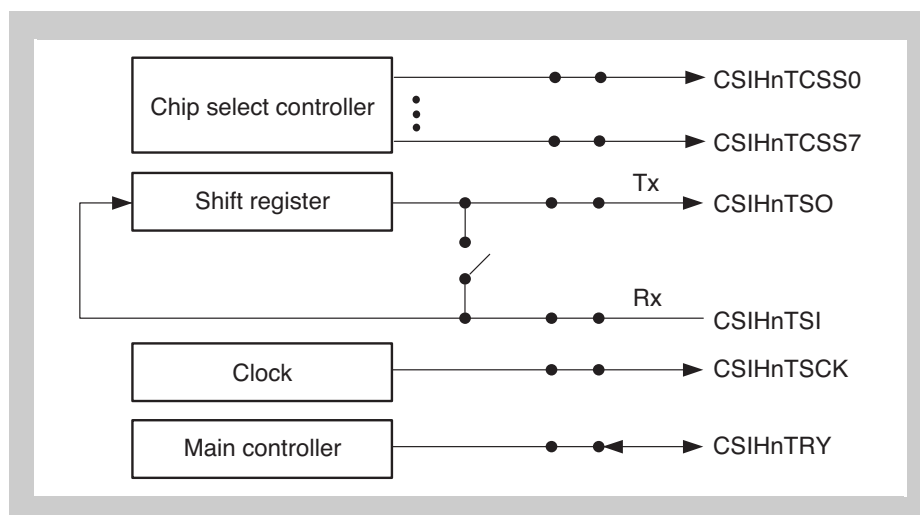 Chip select controller
CSIHnTCSS0
CSIHnTCSS7
Shift register
Tx
CSIHnTSO
Rx
CSIHnTSI
Clock
CSIHnTSCK
Main controller
CSIHnTRY